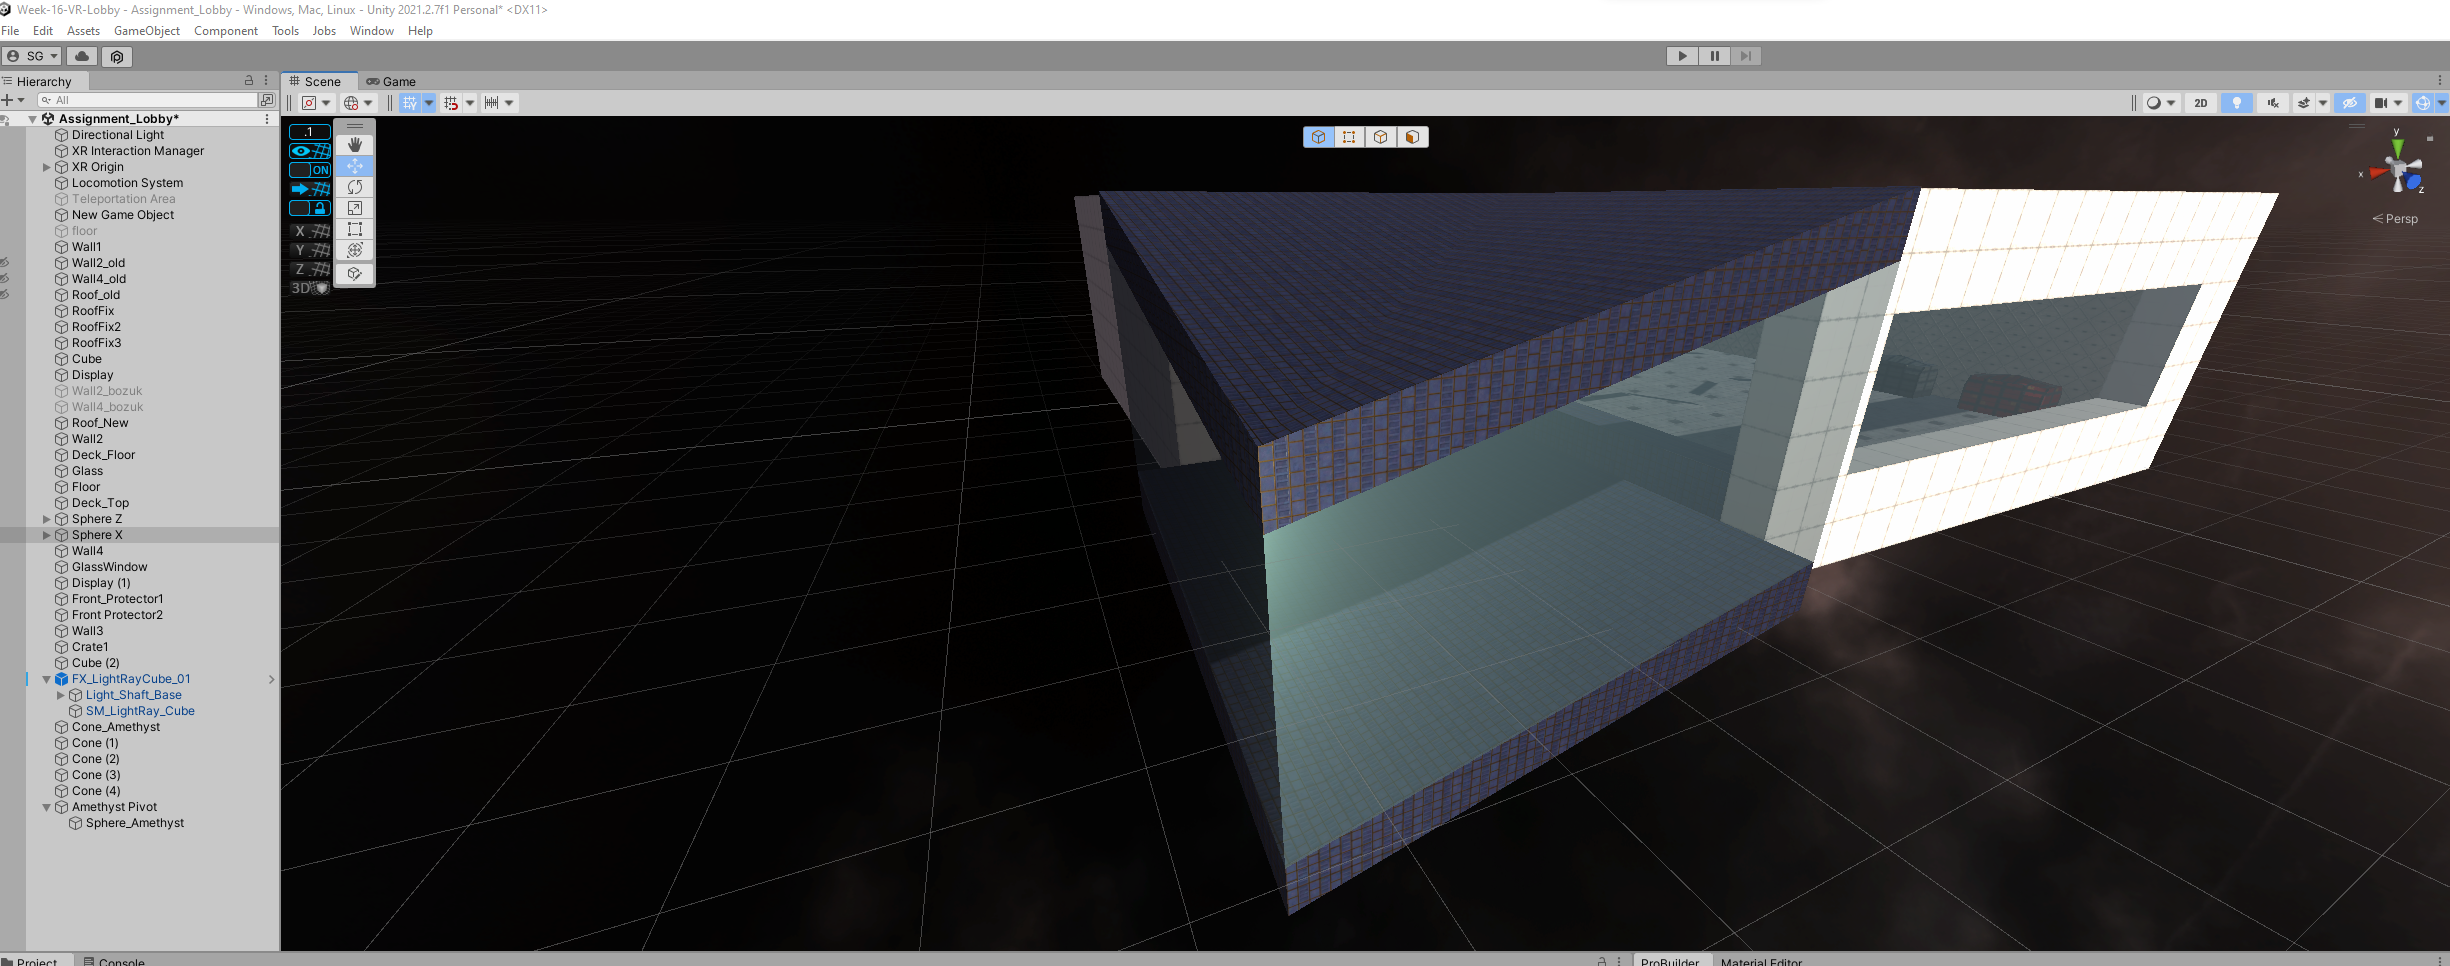 Week-16-VR-Lobby - Assignment_Lobby - Windows, Mac, Linux - Unity 2021.2.7f1 Personal* <DX11>
File Edit Assets GameObject Component Tools Jobs Window Help
SG
Hierarchy
Scene Game
All
2D
Assignment_Lobby*
Directional Light
XR Interaction Manager
XR Origin
Locomotion System
Teleportation Area
New Game Object
floor
Wall1
Wall2_old
Wall4_old
Roof_old
RoofFix
RoofFix2
RoofFix3
Cube
Display
Wall2_bozuk
Wall4_bozuk
Roof_New
Wall2
Deck_Floor
Glass
Floor
Deck_Top
Sphere Z
Sphere X
Wall4
GlassWindow
Display (1)
Front_Protector1
Front Protector2
Wall3
Crate1
Cube (2)
FX_LightRayCube_01
Light_Shaft_Base
SM_LightRay_Cube
Cone_Amethyst
Cone (1)
Cone (2)
Cone (3)
Cone (4)
Amethyst Pivot
Sphere_Amethyst
.1
ON
X
Y
Z
3D
y
x
z
< Persp
Project Console
ProBuilder Material Editor